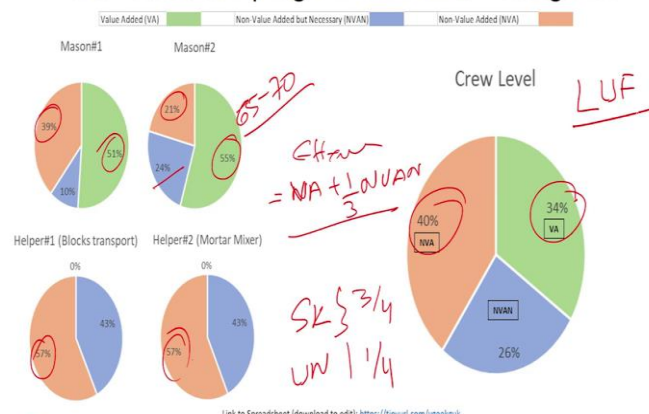 Value Added (VA) Non-Value Added but Necessary (NVAN) Non-Value Added (NVA)
Mason#1 Mason#2
39%
51%
10%
21%
55%
24%
65-70
= VA + 1/3 NVAN
Crew Level
LUF
40%
NVA
34%
VA
NVAN
26%
Helper#1 (Blocks transport) Helper#2 (Mortar Mixer)
0%
43%
57%
0%
43%
57%
SK } 3/4
UN | 1/4
Link to Spreadsheet (download to edit):